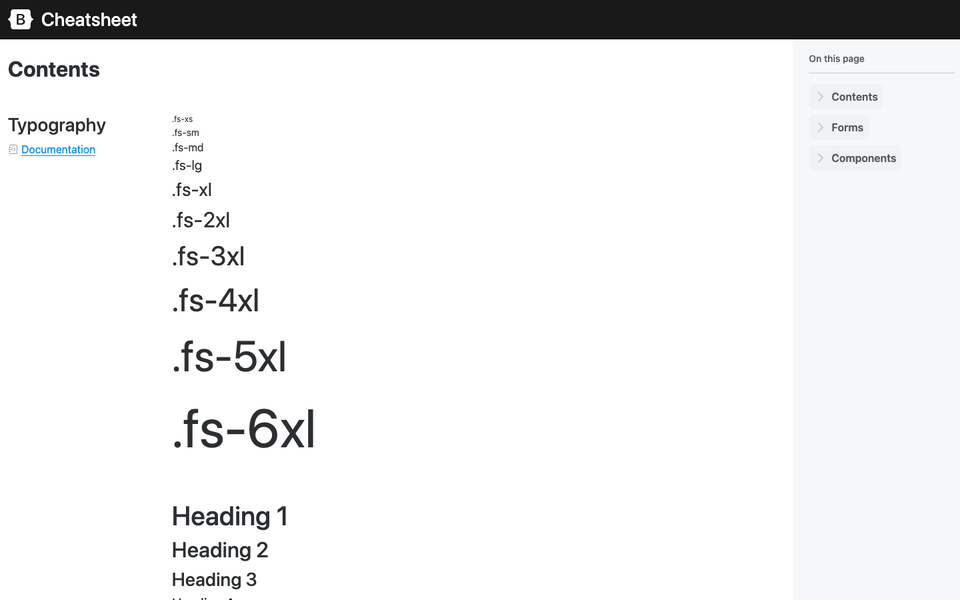 B Cheatsheet
Contents
Typography
Documentation
.fs-xs
.fs-sm
.fs-md
.fs-lg
.fs-xl
.fs-2xl
.fs-3xl
.fs-4xl
.fs-5xl
.fs-6xl
Heading 1
Heading 2
Heading 3
On this page
Contents
Forms
Components